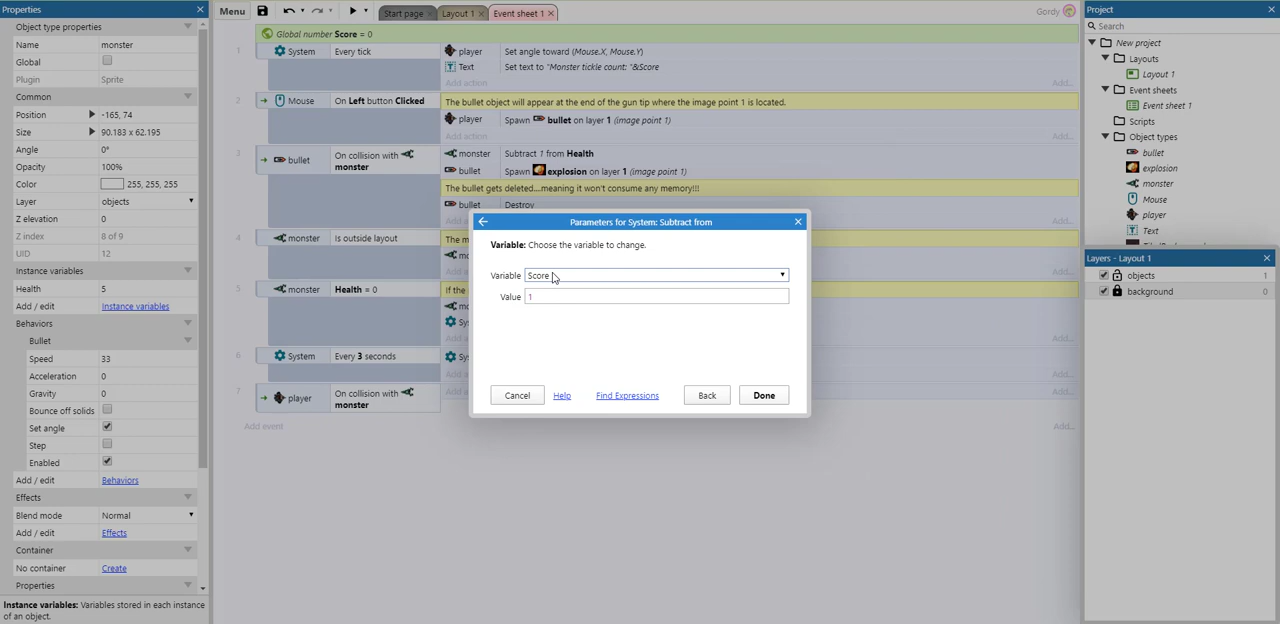 Properties
Object type properties
Name monster
Global
Plugin Sprite
Common
Position -165, 74
Size 90.183 x 62.195
Angle 0°
Opacity 100%
Color 255, 255, 255
Layer objects
Z elevation 0
Z index 8 of 9
UID 12
Instance variables
Health 5
Add / edit Instance variables
Behaviors
Bullet
Speed 33
Acceleration 0
Gravity 0
Bounce off solids
Set angle
Step
Enabled
Add / edit Behaviors
Effects
Blend mode Normal
Add / edit Effects
Container
No container Create
Properties
Instance variables: Variables stored in each instance
of an object.
Menu
Start page
Layout 1
Event sheet 1
Gordy
Global number Score = 0
1 System Every tick
player Set angle toward (Mouse.X, Mouse.Y)
Text Set text to "Monster tickle count: "&Score
Add action Add...
2 Mouse On Left button Clicked
The bullet object will appear at the end of the gun tip where the image point 1 is located.
player Spawn bullet on layer 1 (image point 1)
Add action Add...
3 bullet On collision with monster
monster Subtract 1 from Health
bullet Spawn explosion on layer 1 (image point 1)
The bullet gets deleted....meaning it won't consume any memory!!!
bullet Destroy
4 monster Is outside layout
The m
Add...
5 monster Health = 0
If the
Add...
6 System Every 3 seconds
Add...
7 player On collision with monster
Add...
Add event Add...
Parameters for System: Subtract from
Variable: Choose the variable to change.
Variable Score
Value 1
Cancel
Help
Find Expressions
Back
Done
Project
Search
New project
Layouts
Layout 1
Event sheets
Event sheet 1
Scripts
Object types
bullet
explosion
monster
Mouse
player
Text
Layers - Layout 1
objects 1
background 0